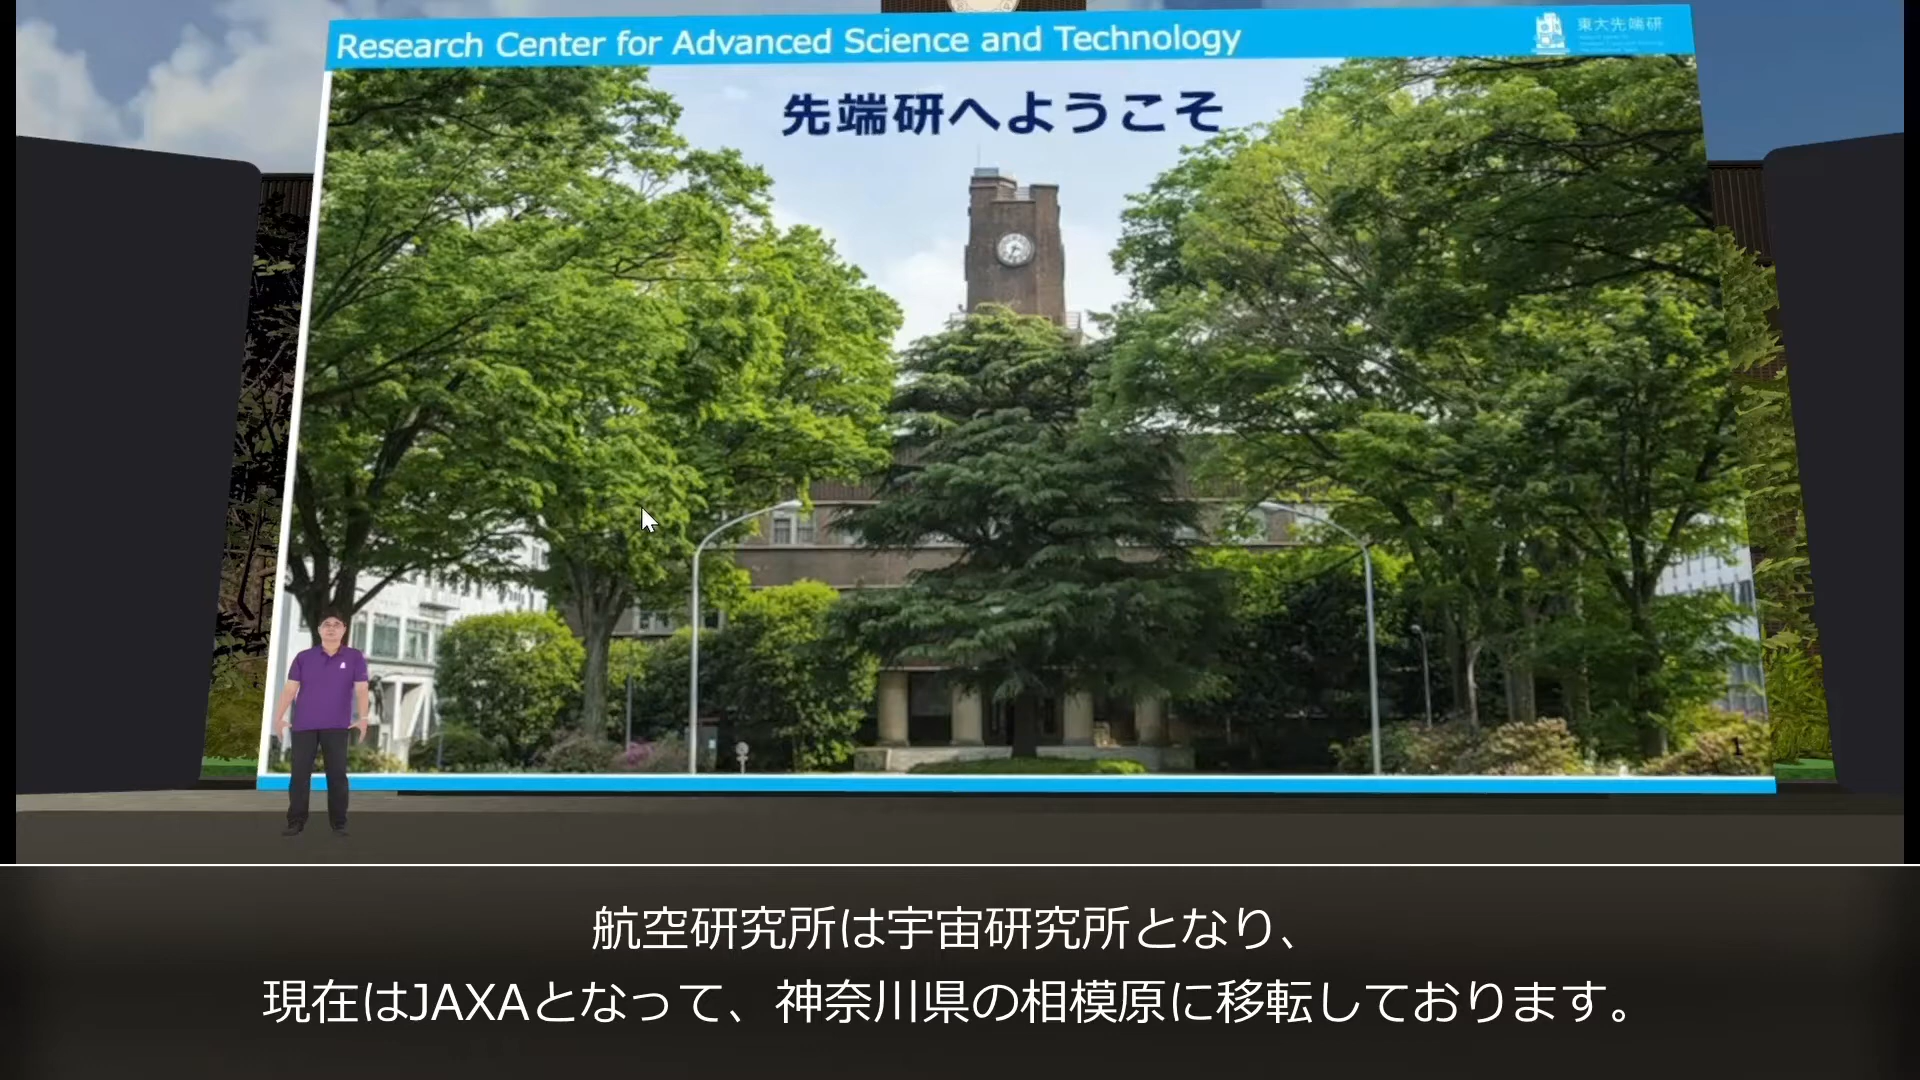 Research Center for Advanced Science and Technology
東大先端研
先端研へようこそ
1
航空研究所は宇宙研究所となり、
現在はJAXAとなって、神奈川県の相模原に移転しております。